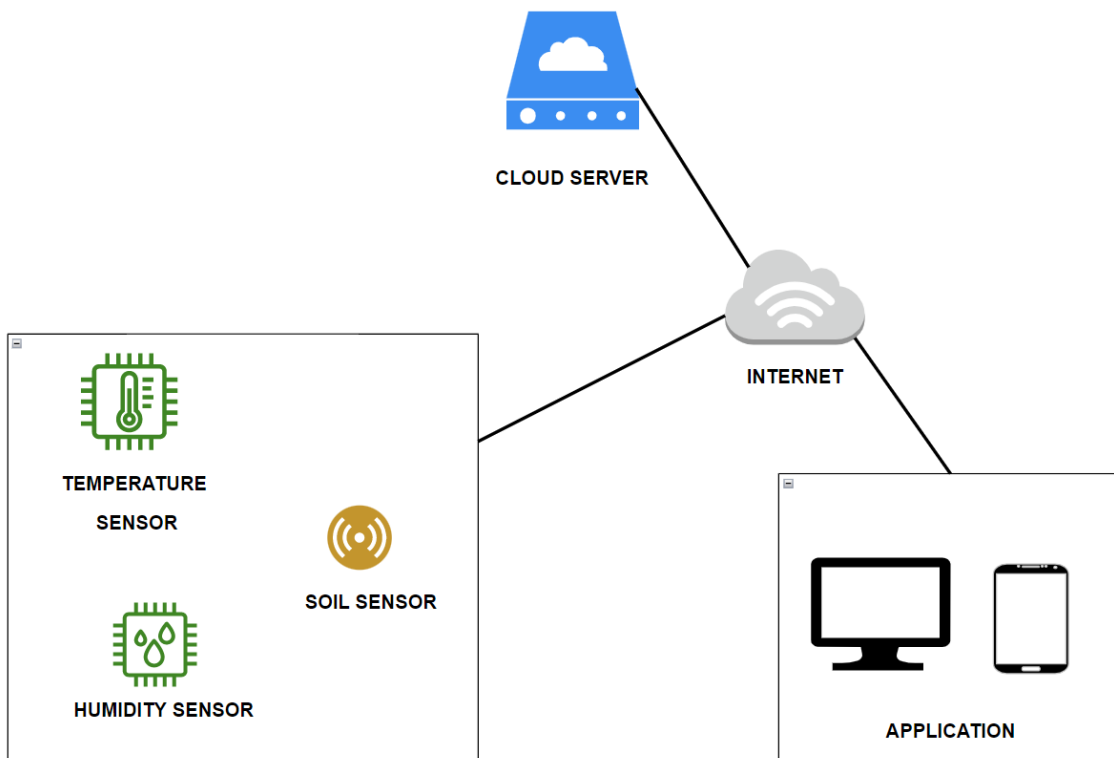 CLOUD SERVER
INTERNET
TEMPERATURE
SENSOR
SOIL SENSOR
HUMIDITY SENSOR
APPLICATION